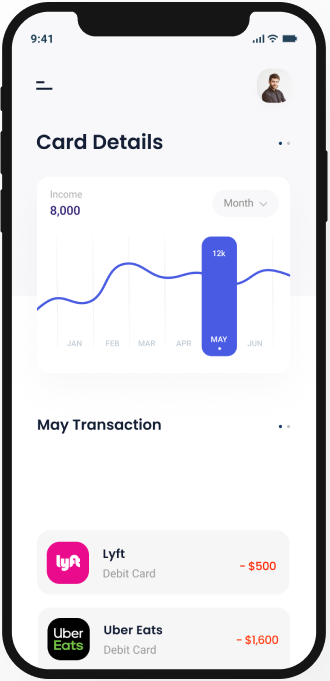 9:41
Card Details
Income
8,000
Month
12k
JAN FEB MAR APR MAY JUN
May Transaction
lyft
Lyft
Debit Card
- $500
Uber
Eats
Uber Eats
Debit Card
- $1,600